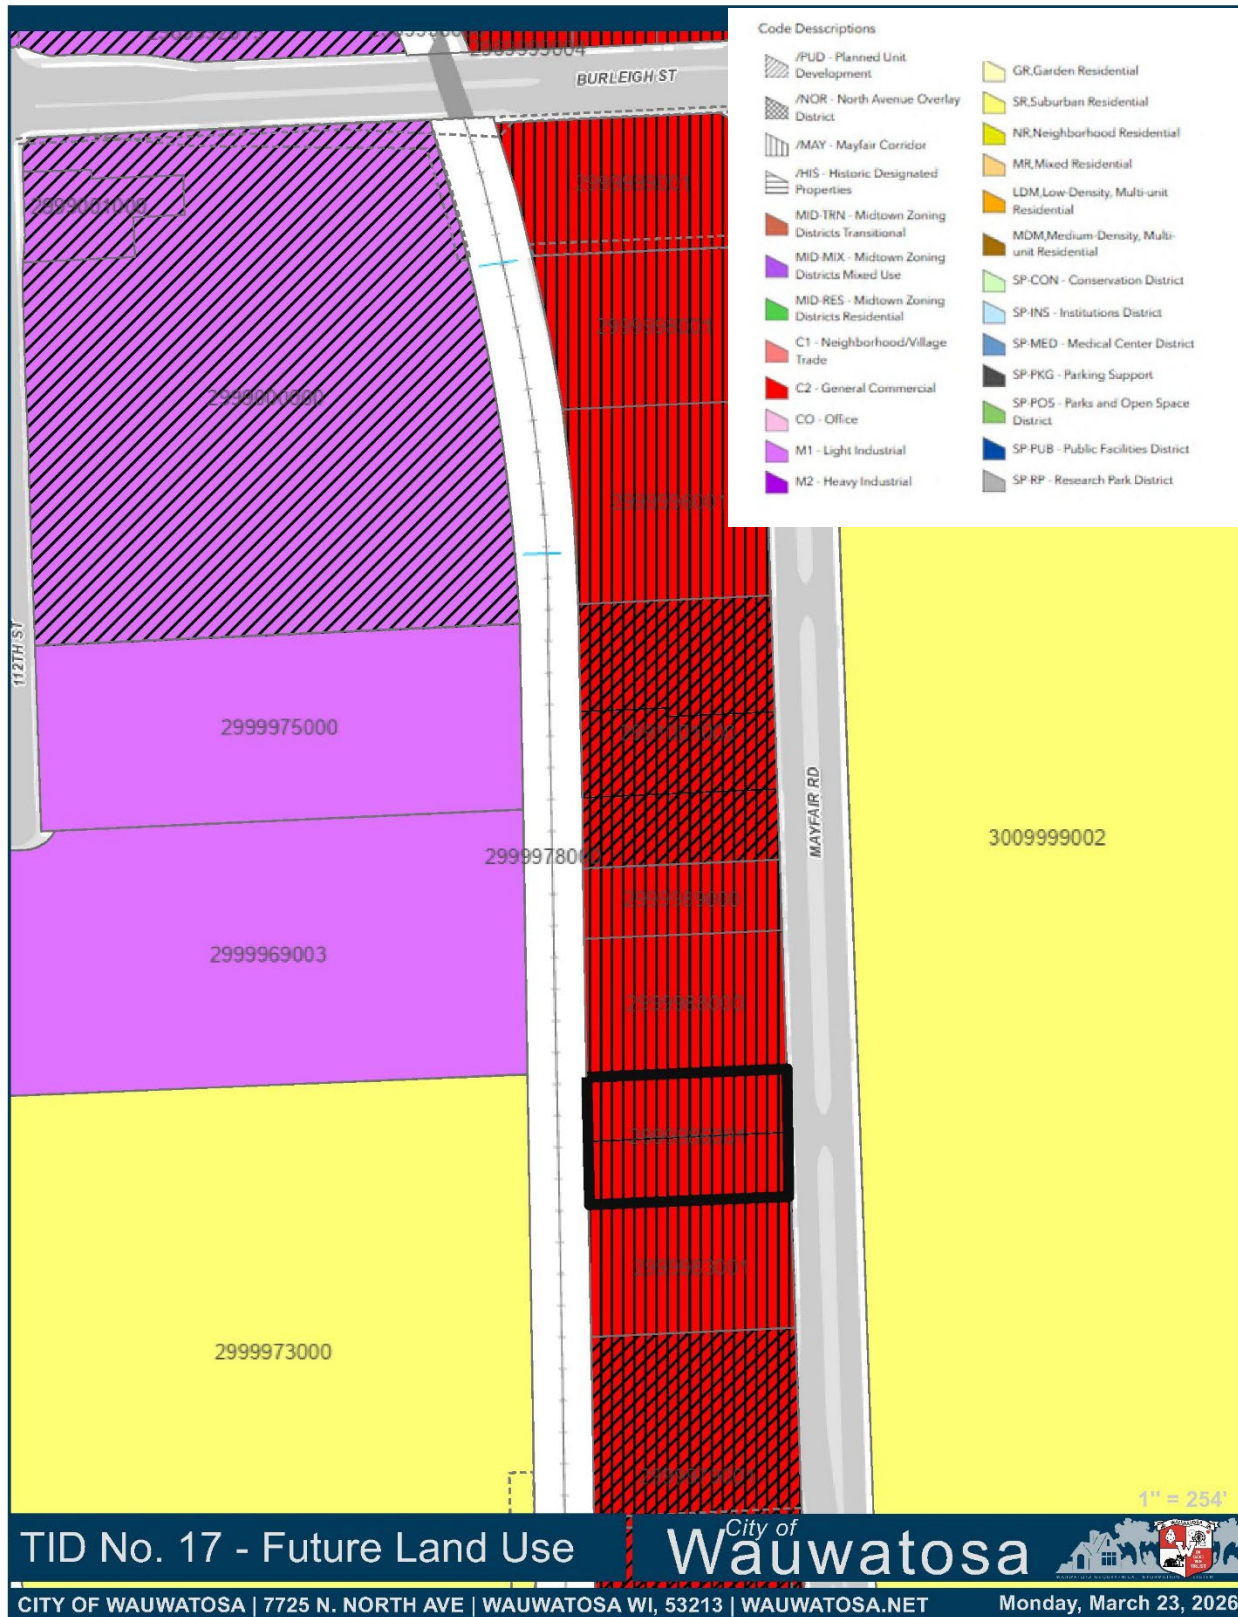 BURLEIGH ST
2999001000
2999000000
112TH ST
2999975000
MAYFAIR RD
3009999002
2999989000
2999969003
2999988000
2999973000
Code Desscriptions
/PUD - Planned Unit
Development
/NOR - North Avenue Overlay
District
/MAY - Mayfair Corridor
/HIS - Historic Designated
Properties
MID-TRN - Midtown Zoning
Districts Transitional
MID-MIX - Midtown Zoning
Districts Mixed Use
MID-RES - Midtown Zoning
Districts Residential
C1 - Neighborhood/Village
Trade
C2 - General Commercial
CO - Office
M1 - Light Industrial
M2 - Heavy Industrial
GR,Garden Residential
SR,Suburban Residential
NR,Neighborhood Residential
MR,Mixed Residential
LDM,Low-Density, Multi-unit
Residential
MDM,Medium-Density, Multi-
unit Residential
SP-CON - Conservation District
SP-INS - Institutions District
SP-MED - Medical Center District
SP-PKG - Parking Support
SP-POS - Parks and Open Space
District
SP-PUB - Public Facilities District
SP-RP - Research Park District
1" = 254'
TID No. 17 - Future Land Use
City of
Wauwatosa
CITY OF WAUWATOSA | 7725 N. NORTH AVE | WAUWATOSA WI, 53213 | WAUWATOSA.NET
Monday, March 23, 2026